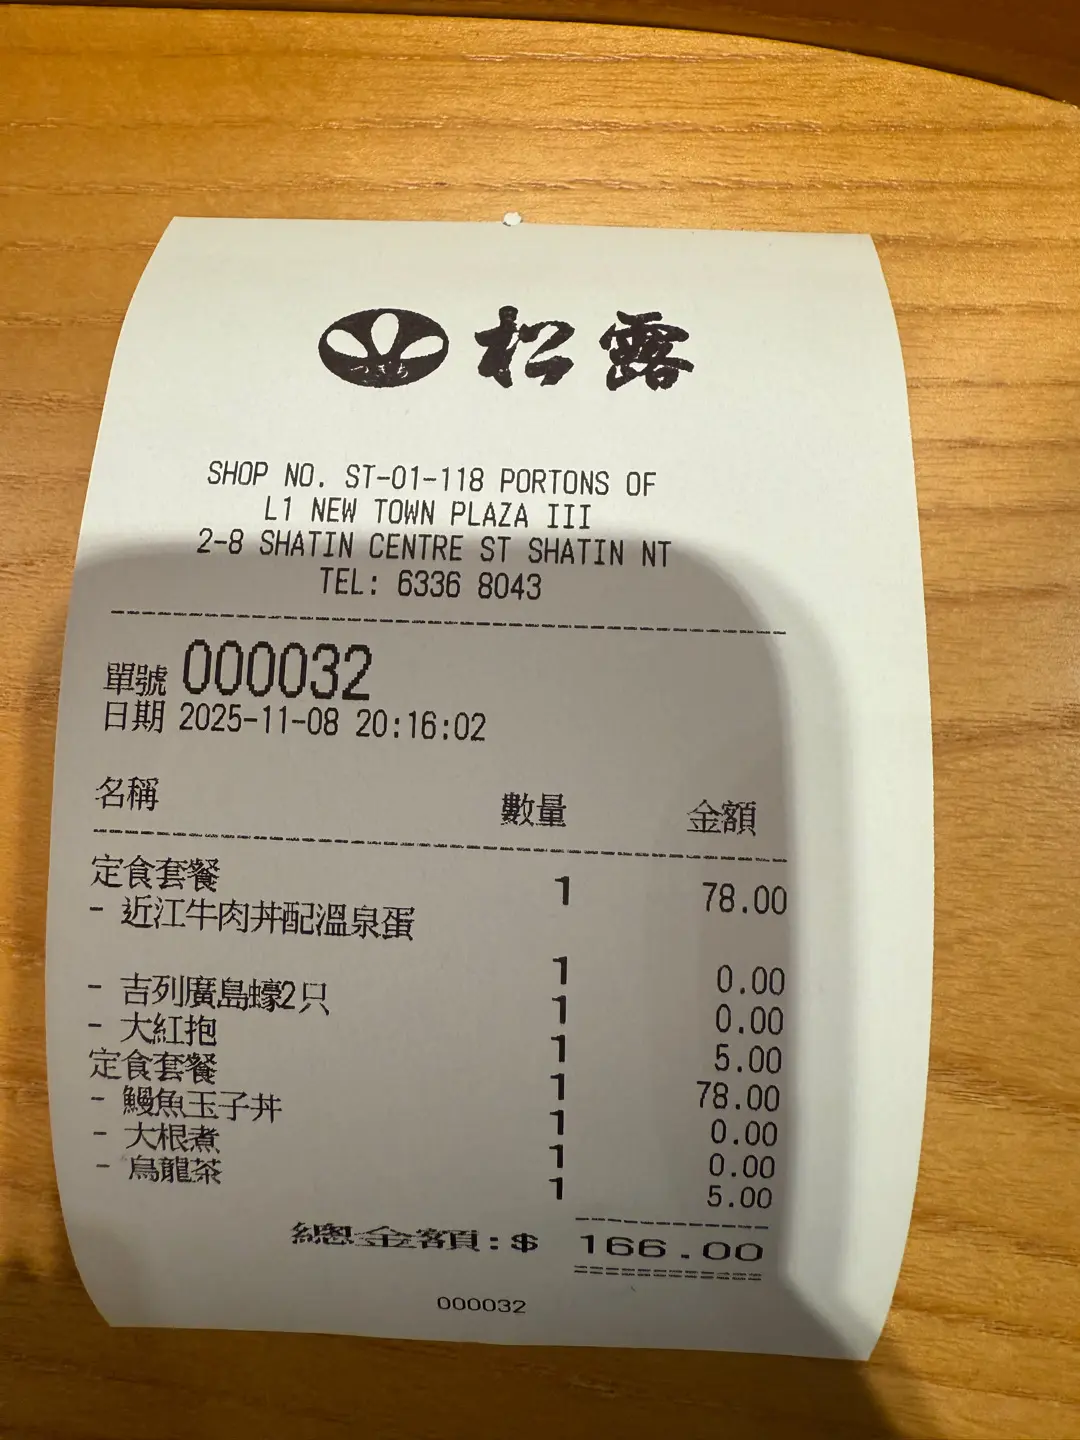 松露
SHOP NO. ST-01-118 PORTONS OF
L1 NEW TOWN PLAZA III
2-8 SHATIN CENTRE ST SHATIN NT
TEL: 6336 8043
單號 000032
日期 2025-11-08 20:16:02
名稱 數量 金額
定食套餐 1 78.00
- 近江牛肉丼配溫泉蛋
1 0.00
- 吉列廣島蠔2只 1 0.00
- 大紅抱 1 5.00
定食套餐 1 78.00
- 鰻魚玉子丼 1 0.00
- 大根煮 1 0.00
- 烏龍茶 1 5.00
總金額:$ 166.00
000032